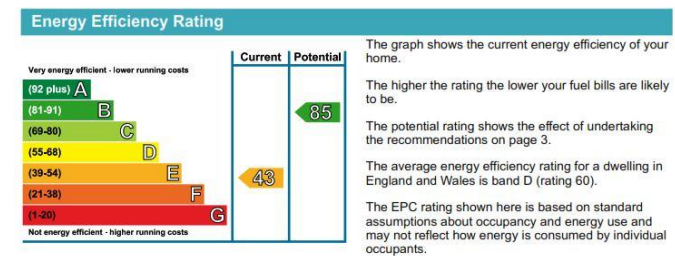 Energy Efficiency Rating
Current Potential
Very energy efficient - lower running costs
(92 plus) A
(81-91) B
(69-80) C
(55-68) D
(39-54) E
(21-38) F
(1-20) G
Not energy efficient - higher running costs
43
85
The graph shows the current energy efficiency of your
home.
The higher the rating the lower your fuel bills are likely
to be.
The potential rating shows the effect of undertaking
the recommendations on page 3.
The average energy efficiency rating for a dwelling in
England and Wales is band D (rating 60).
The EPC rating shown here is based on standard
assumptions about occupancy and energy use and
may not reflect how energy is consumed by individual
occupants.